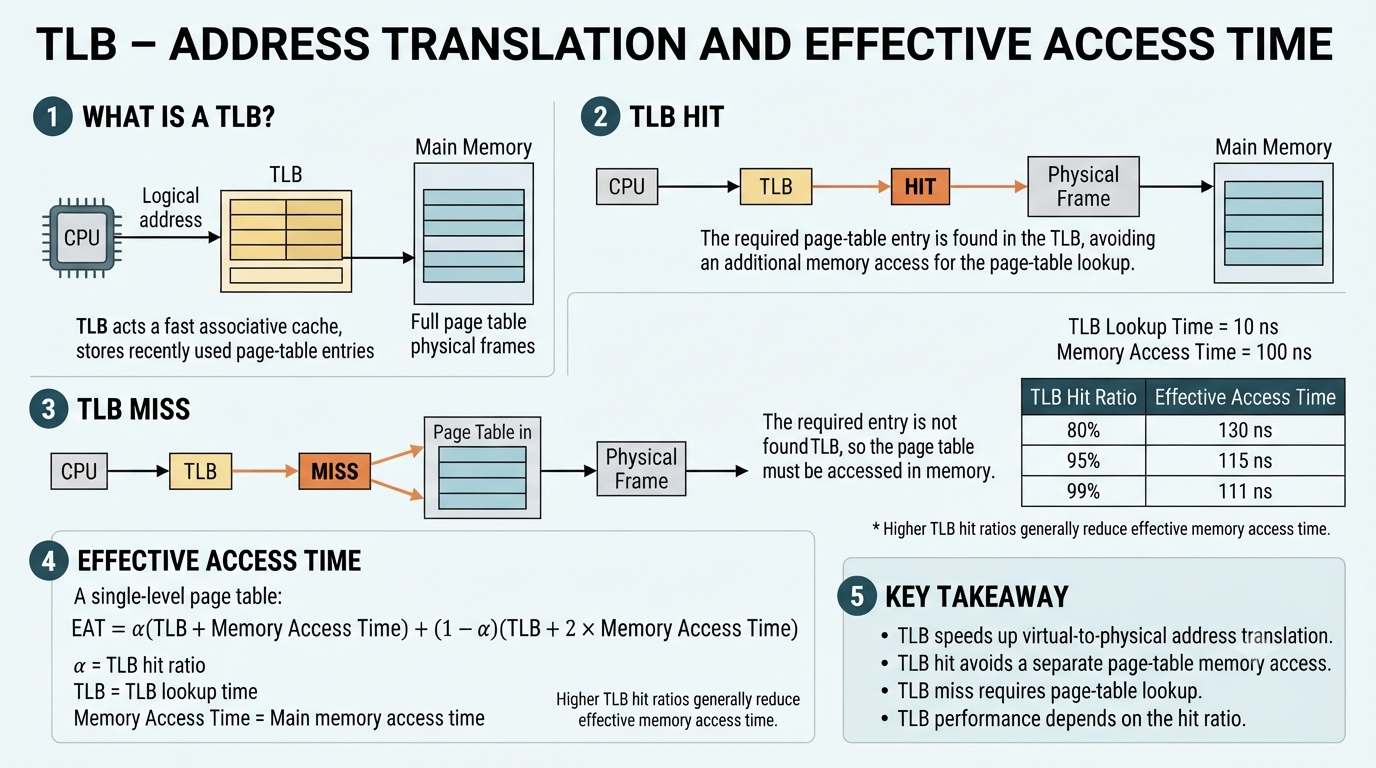 TLB – ADDRESS TRANSLATION AND EFFECTIVE ACCESS TIME
1 WHAT IS A TLB?
CPU
Logical
address
TLB
Main Memory
TLB acts a fast associative cache,
stores recently used page-table entries
Full page table
physical frames
2 TLB HIT
CPU
TLB
HIT
Physical
Frame
Main Memory
The required page-table entry is found in the TLB, avoiding
an additional memory access for the page-table lookup.
3 TLB MISS
CPU
TLB
MISS
Page Table in
Physical
Frame
The required entry is not
found TLB, so the page table
must be accessed in memory.
TLB Lookup Time = 10 ns
Memory Access Time = 100 ns
TLB Hit Ratio Effective Access Time
80% 130 ns
95% 115 ns
99% 111 ns
* Higher TLB hit ratios generally reduce effective memory access time.
4 EFFECTIVE ACCESS TIME
A single-level page table:
EAT = α(TLB + Memory Access Time) + (1 − α)(TLB + 2 × Memory Access Time)
α = TLB hit ratio
TLB = TLB lookup time
Memory Access Time = Main memory access time
Higher TLB hit ratios generally reduce
effective memory access time.
5 KEY TAKEAWAY
• TLB speeds up virtual-to-physical address translation.
• TLB hit avoids a separate page-table memory access.
• TLB miss requires page-table lookup.
• TLB performance depends on the hit ratio.